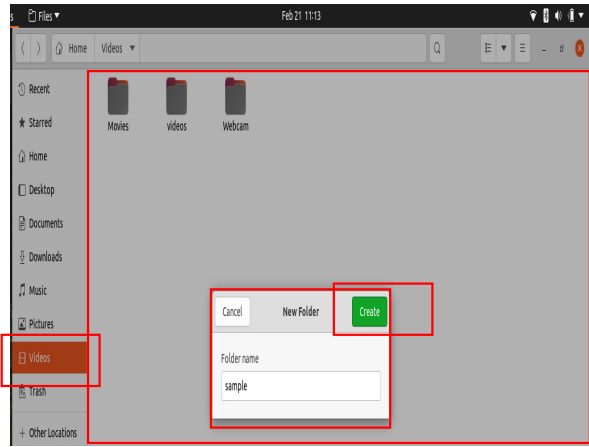 s Files ▾ Feb 21 11:13
Home Videos ▾
Recent
Starred
Home
Desktop
Documents
Downloads
Music
Pictures
Videos
Trash
+ Other Locations
Movies videos Webcam
Cancel New Folder Create
Folder name
sample